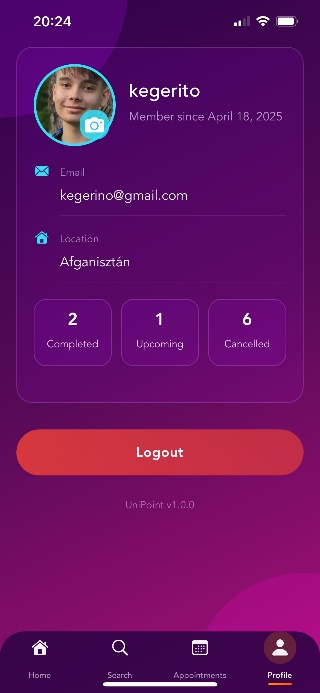 20:24
kegerito
Member since April 18, 2025
Email
kegerino@gmail.com
Location
Afganisztán
2
Completed
1
Upcoming
6
Cancelled
Logout
UniPoint v1.0.0
Home
Search
Appointments
Profile